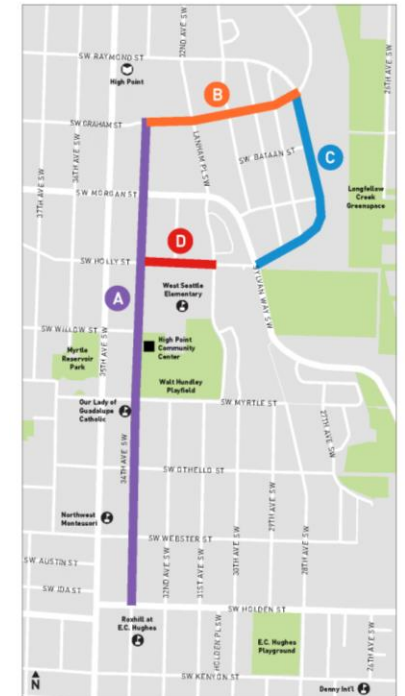 SW RAYMOND ST
32ND AVE SW
26TH AVE SW
High Point
B
SW GRAHAM ST
36TH AVE SW
LANHAM PL SW
SW BATAAN ST
C
37TH AVE SW
SW MORGAN ST
Longfellow
Creek
Greenspace
D
SW HOLLY ST
West Seattle
Elementary
SYLVAN WAY SW
A
SW WILLOW ST
35TH AVE SW
High Point
Community
Center
Myrtle
Reservoir
Park
Walt Hundley
Playfield
Our Lady of
Guadalupe
Catholic
SW MYRTLE ST
27TH AVE SW
34TH AVE SW
SW OTHELLO ST
29TH AVE SW
Northwest
Montessori
SW WEBSTER ST
32ND AVE SW
31ST AVE SW
30TH AVE SW
28TH AVE SW
SW AUSTIN ST
SW IDA ST
SW HOLDEN ST
Roxhill at
E.C. Hughes
HOLDEN PL SW
E.C. Hughes
Playground
26TH AVE SW
SW KENYON ST
N
Denny Int'l